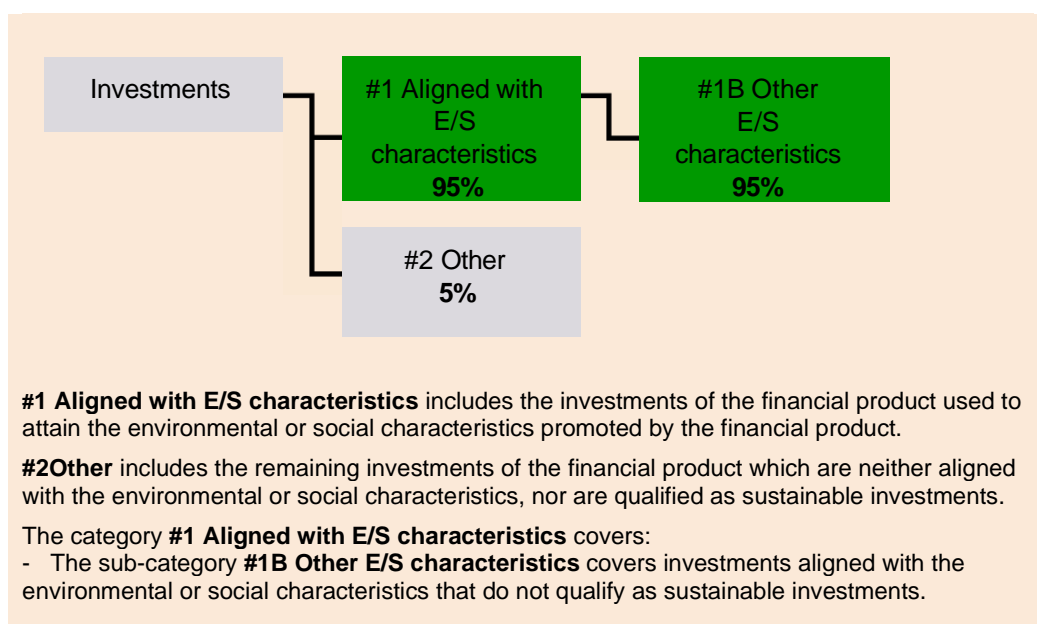 Investments
#1 Aligned with
E/S
characteristics
95%
#1B Other
E/S
characteristics
95%
#2 Other
5%
#1 Aligned with E/S characteristics includes the investments of the financial product used to
attain the environmental or social characteristics promoted by the financial product.
#2Other includes the remaining investments of the financial product which are neither aligned
with the environmental or social characteristics, nor are qualified as sustainable investments.
The category #1 Aligned with E/S characteristics covers:
- The sub-category #1B Other E/S characteristics covers investments aligned with the
environmental or social characteristics that do not qualify as sustainable investments.